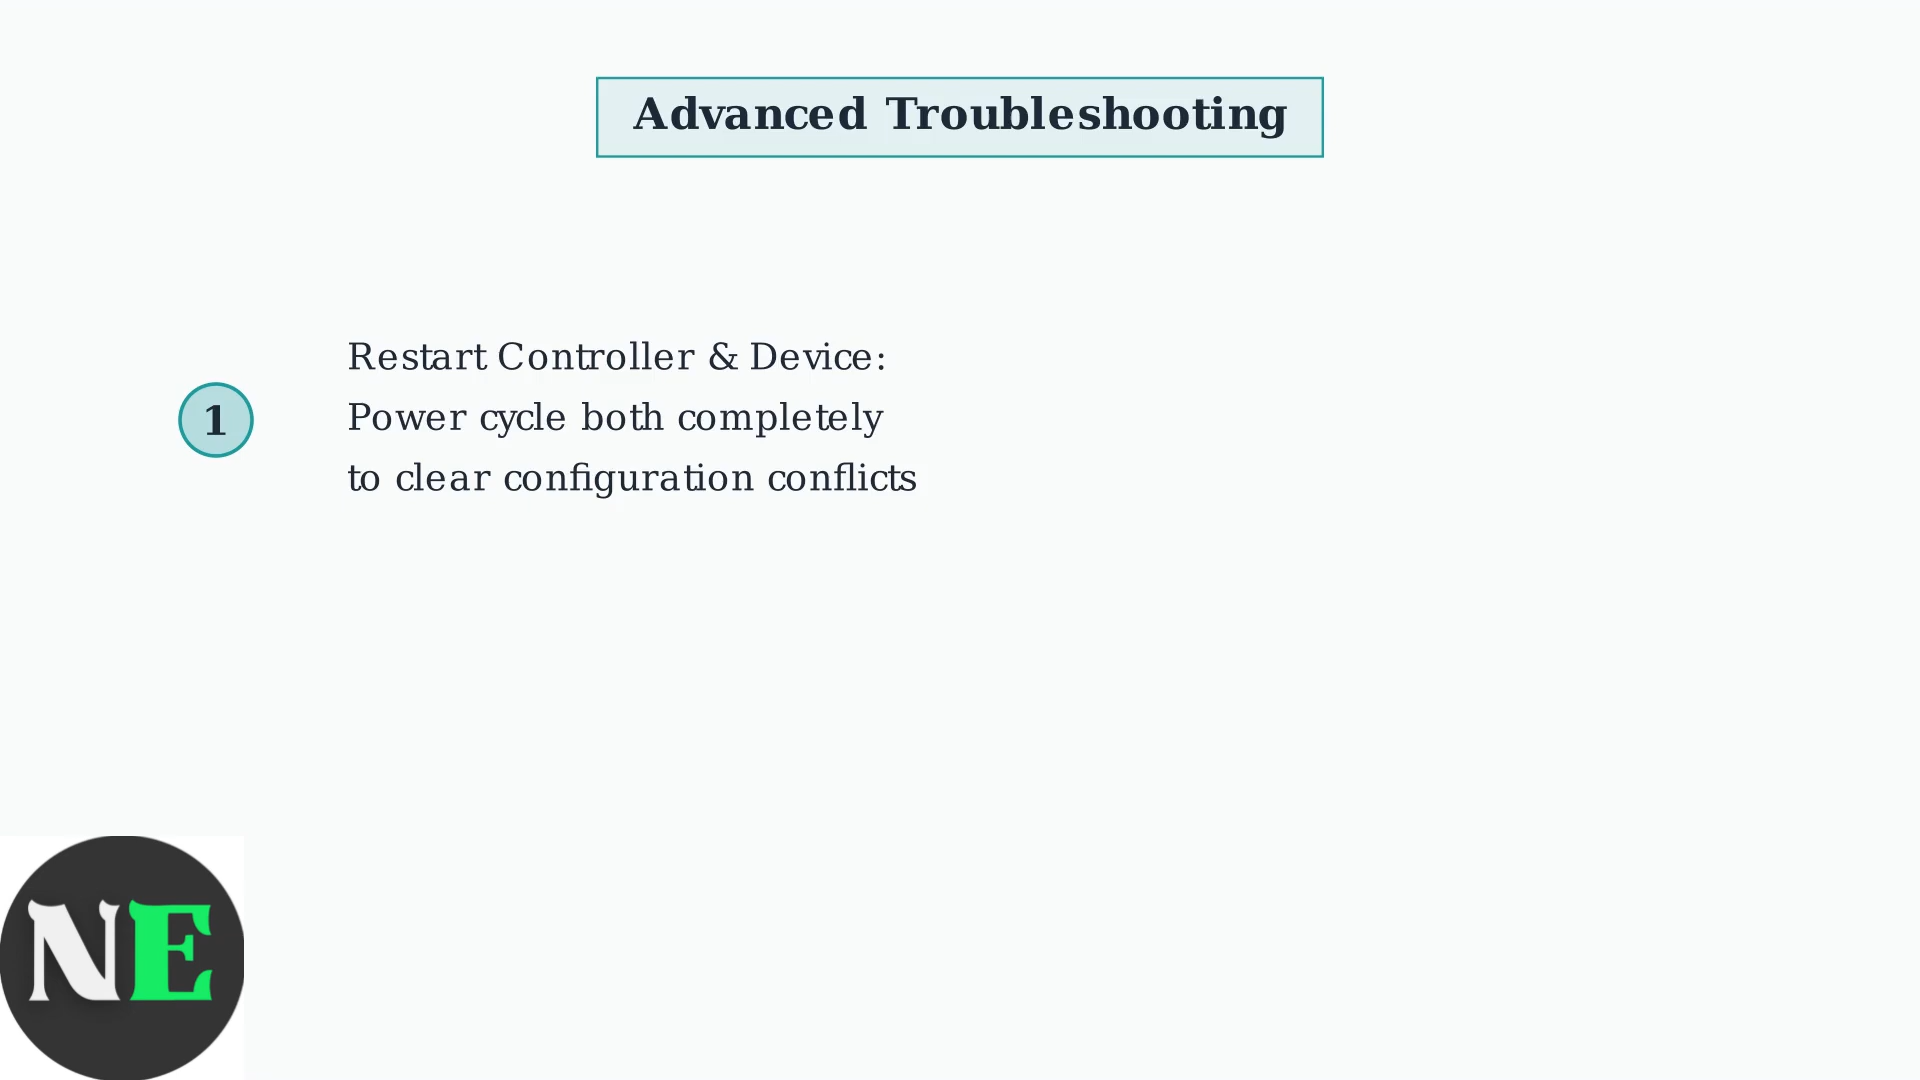 Advanced Troubleshooting
1
Restart Controller & Device:
Power cycle both completely
to clear configuration conflicts
NE